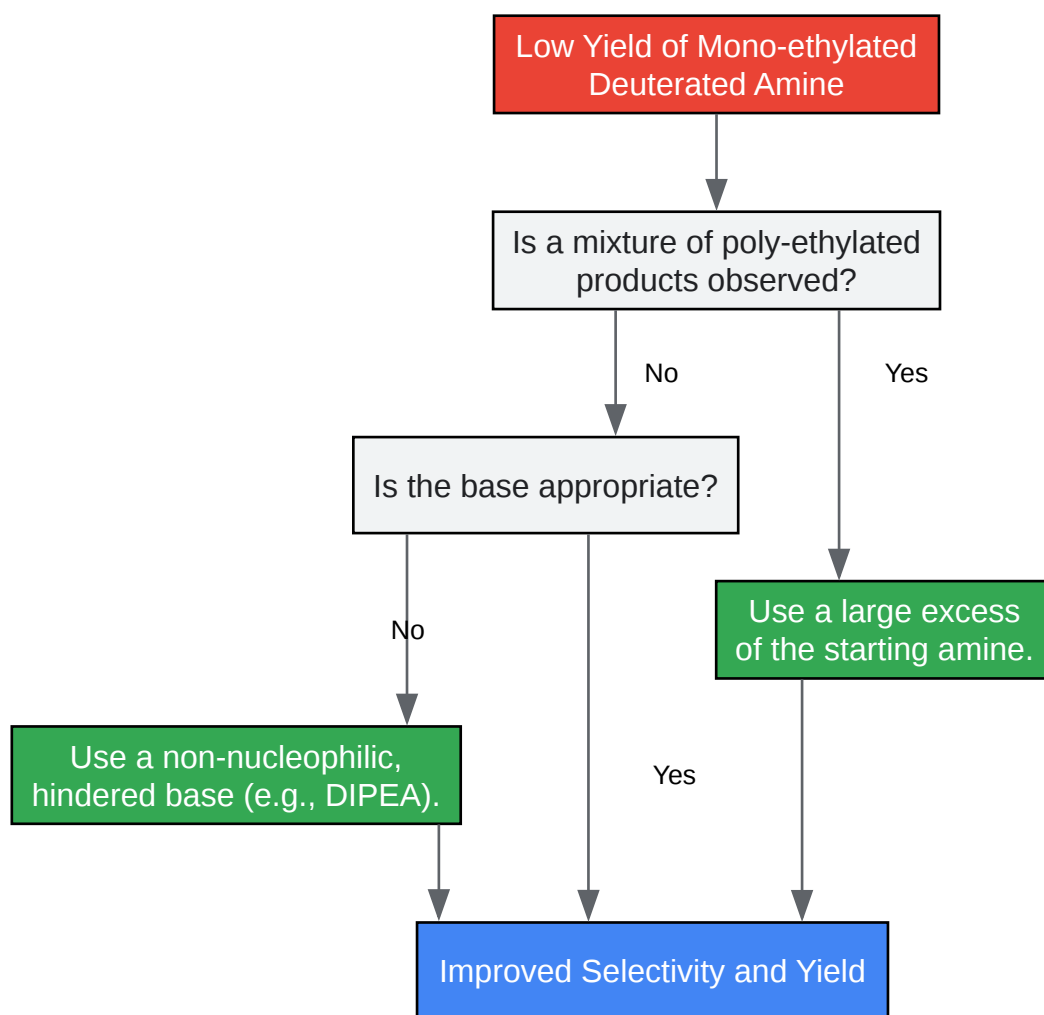 Low Yield of Mono-ethylated
Deuterated Amine
Is a mixture of poly-ethylated
products observed?
No
Yes
Is the base appropriate?
Use a large excess
of the starting amine.
No
Use a non-nucleophilic,
hindered base (e.g., DIPEA).
Yes
Improved Selectivity and Yield